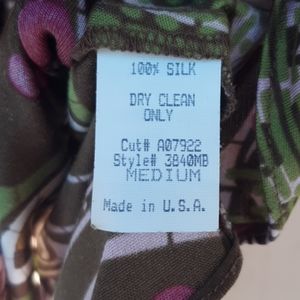 100% SILK
DRY CLEAN
ONLY
Cut# A07922
Style# 3840MB
MEDIUM
Made in U.S.A.